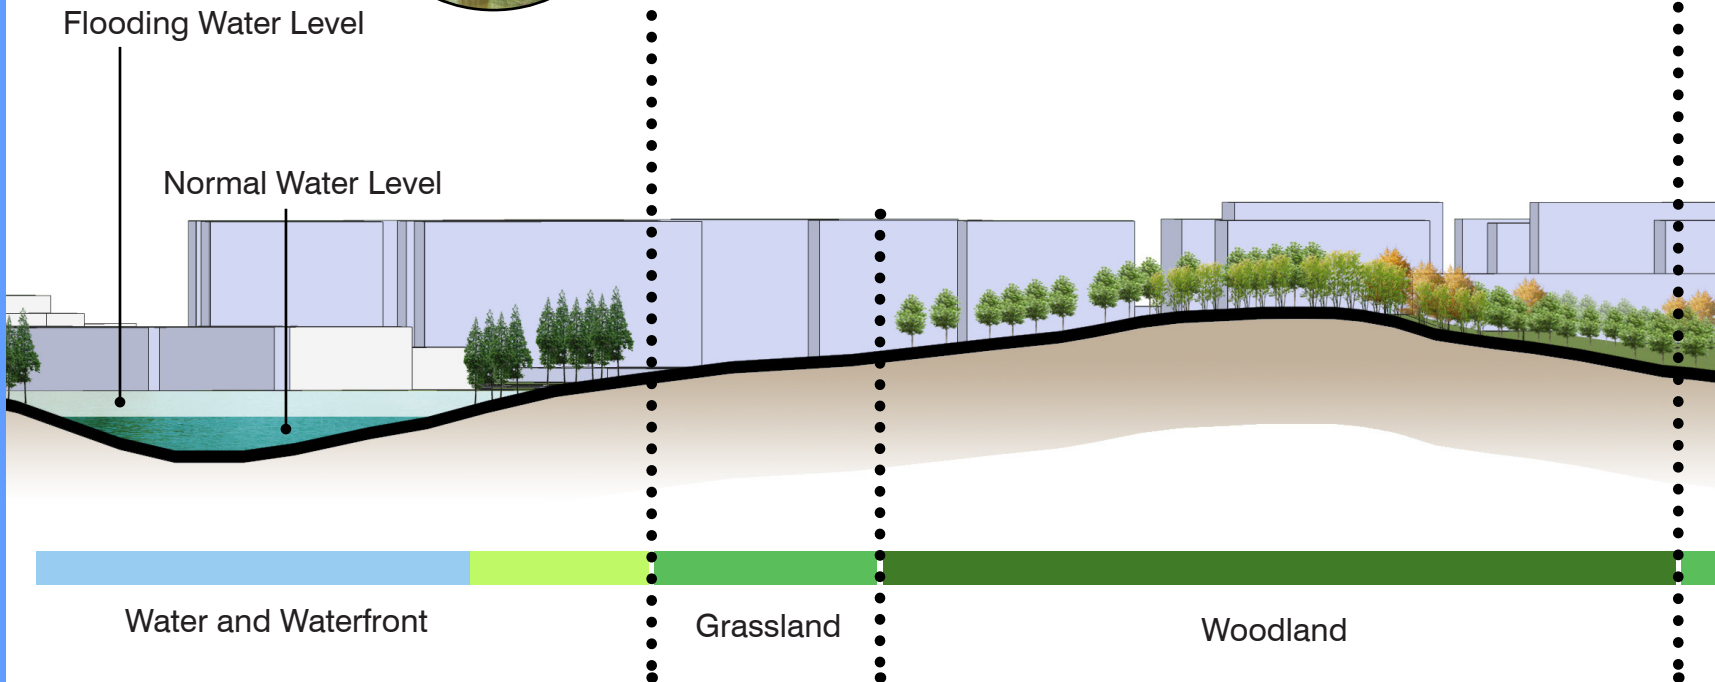 Flooding Water Level
Normal Water Level
Water and Waterfront
Grassland
Woodland